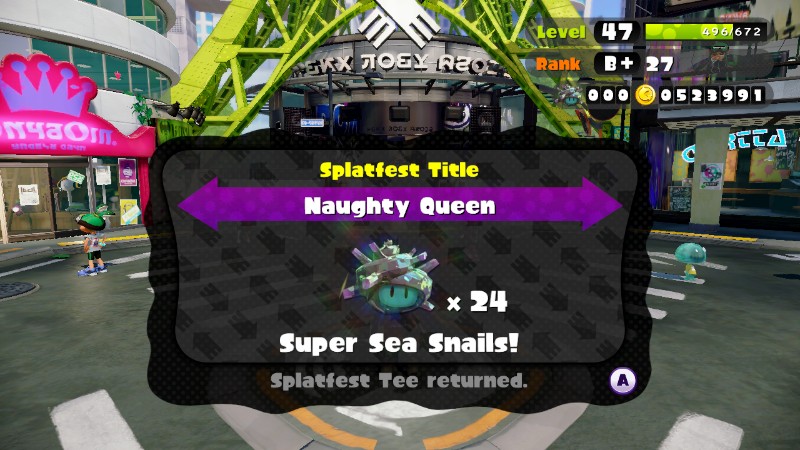 Level 47 496/672
Rank B+ 27
000 0523991
Splatfest Title
Naughty Queen
× 24
Super Sea Snails!
Splatfest Tee returned.
A